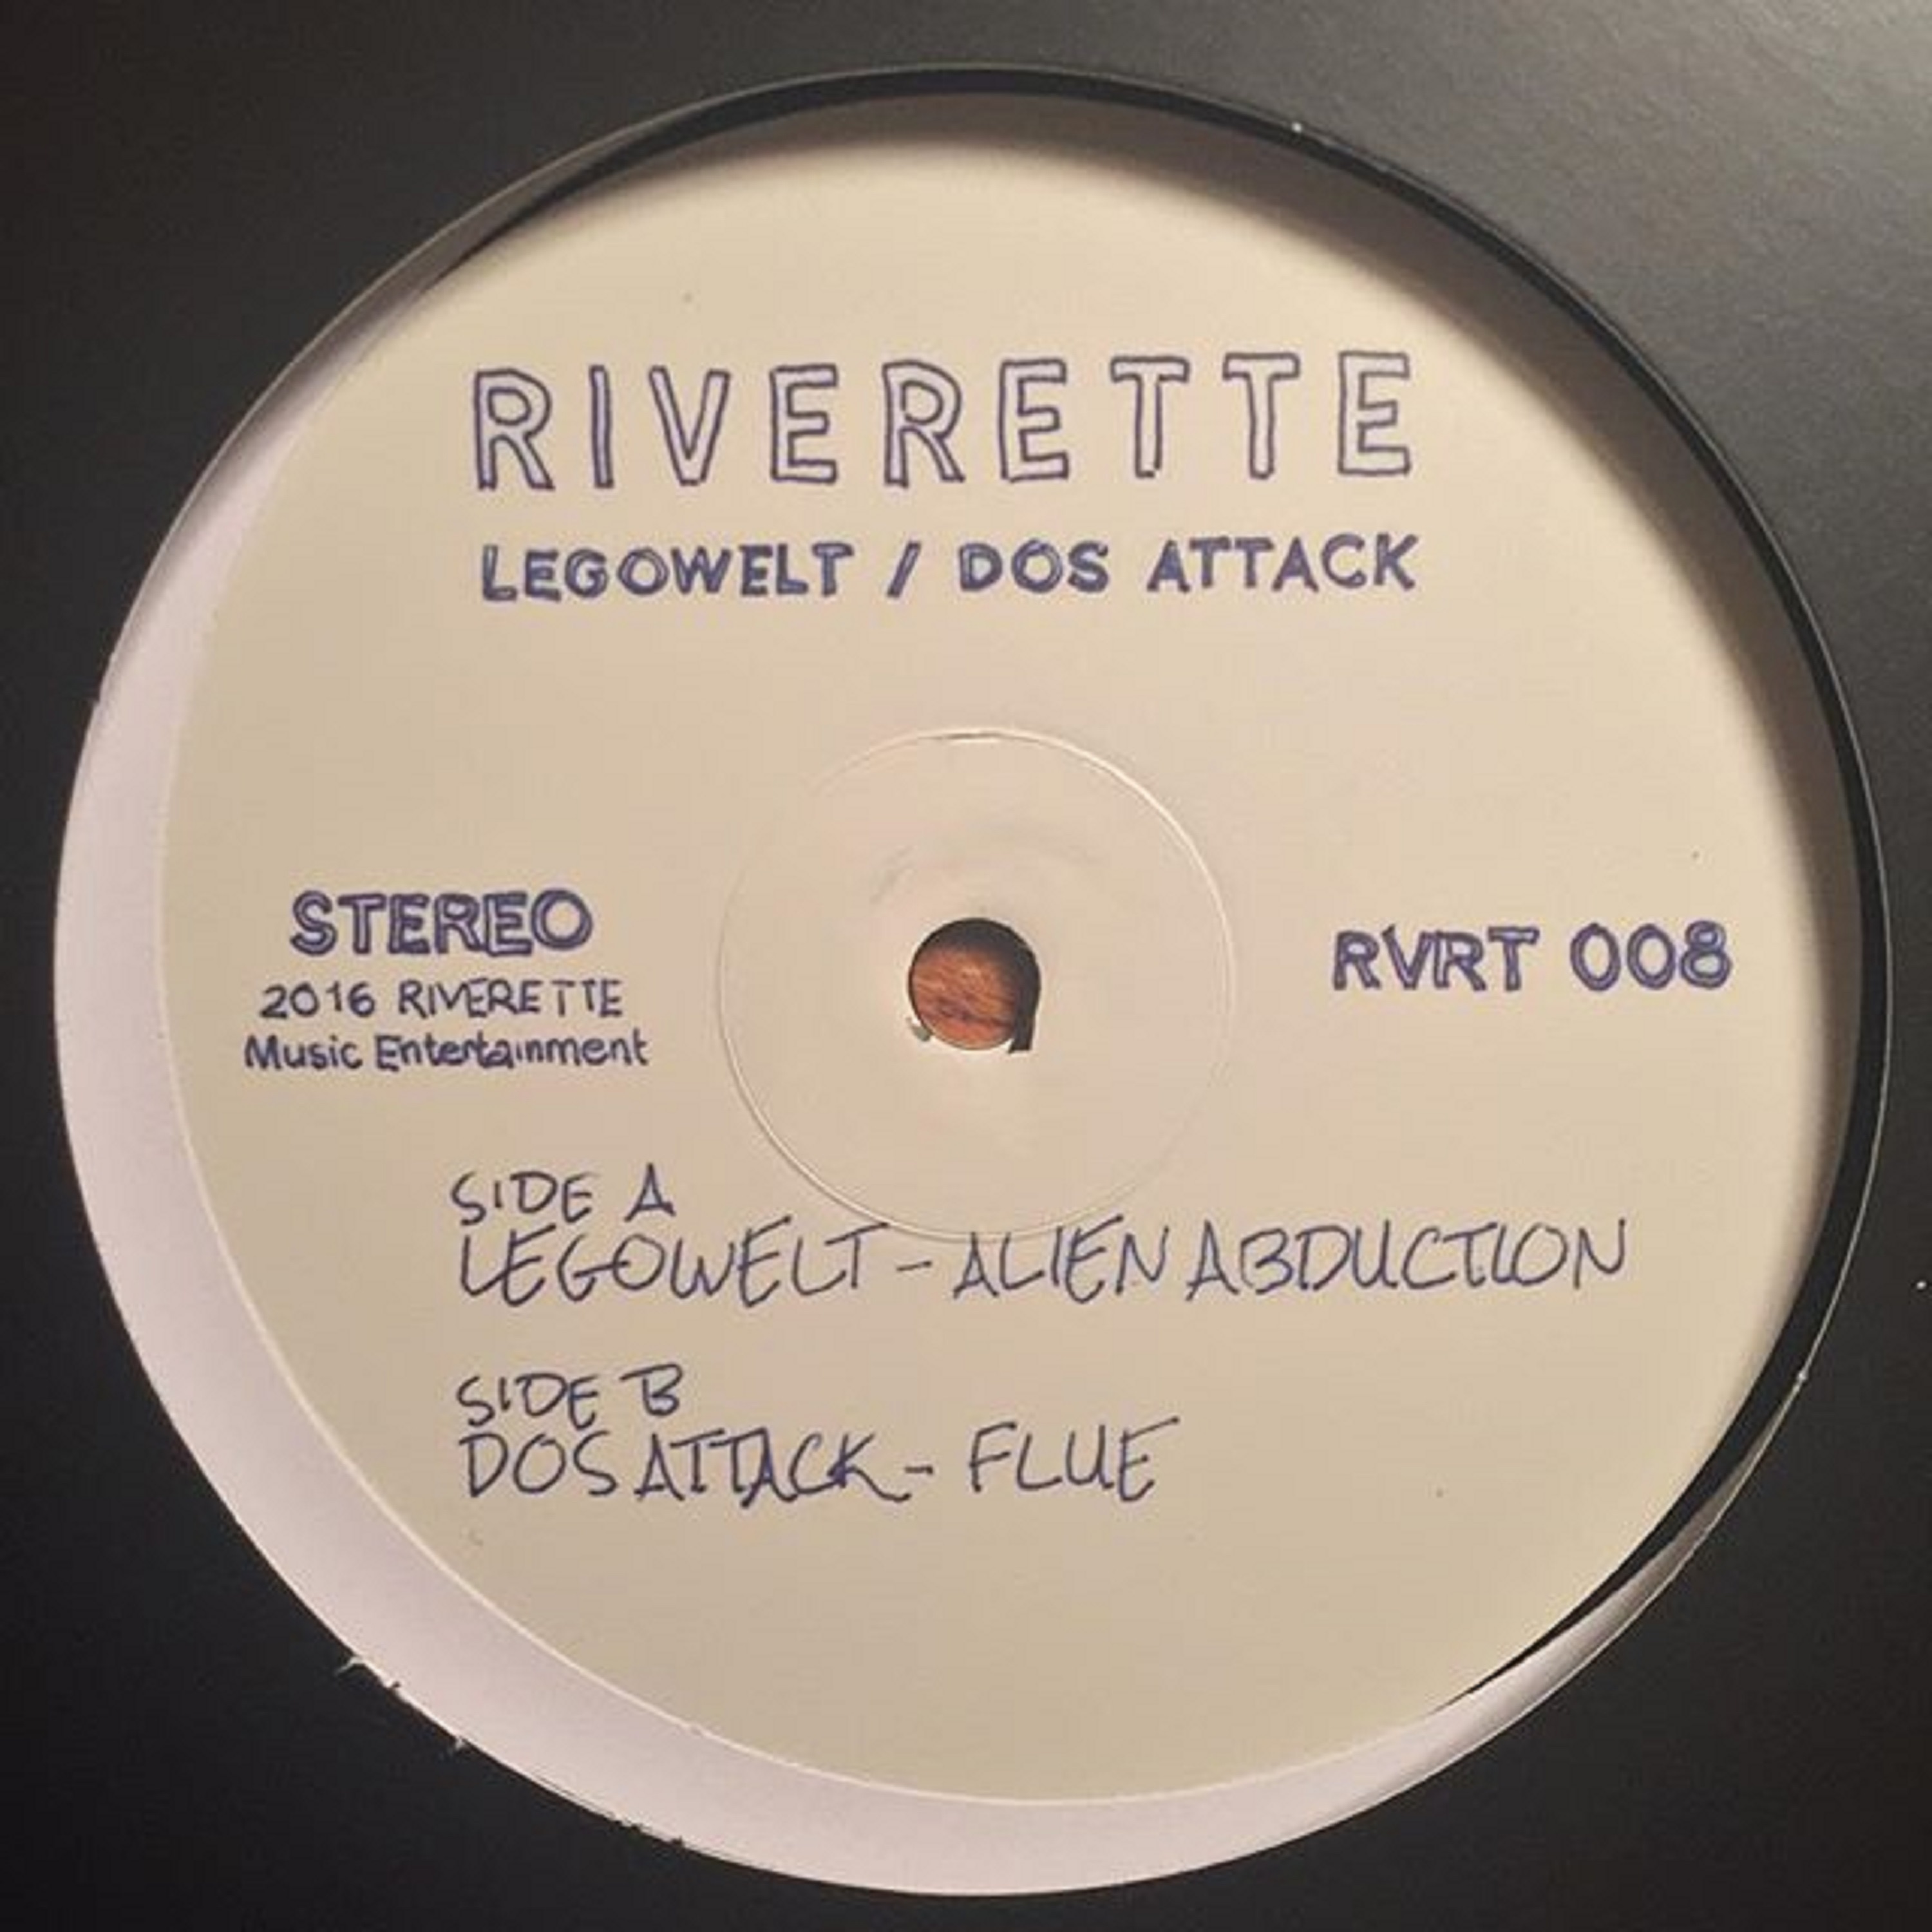 RIVERETTE
LEGOWELT / DOS ATTACK
STEREO
2016 RIVERETTE
Music Entertainment
RVRT 008
SIDE A
LEGOWELT - ALIEN ABDUCTION
SIDE B
DOS ATTACK - FLUE